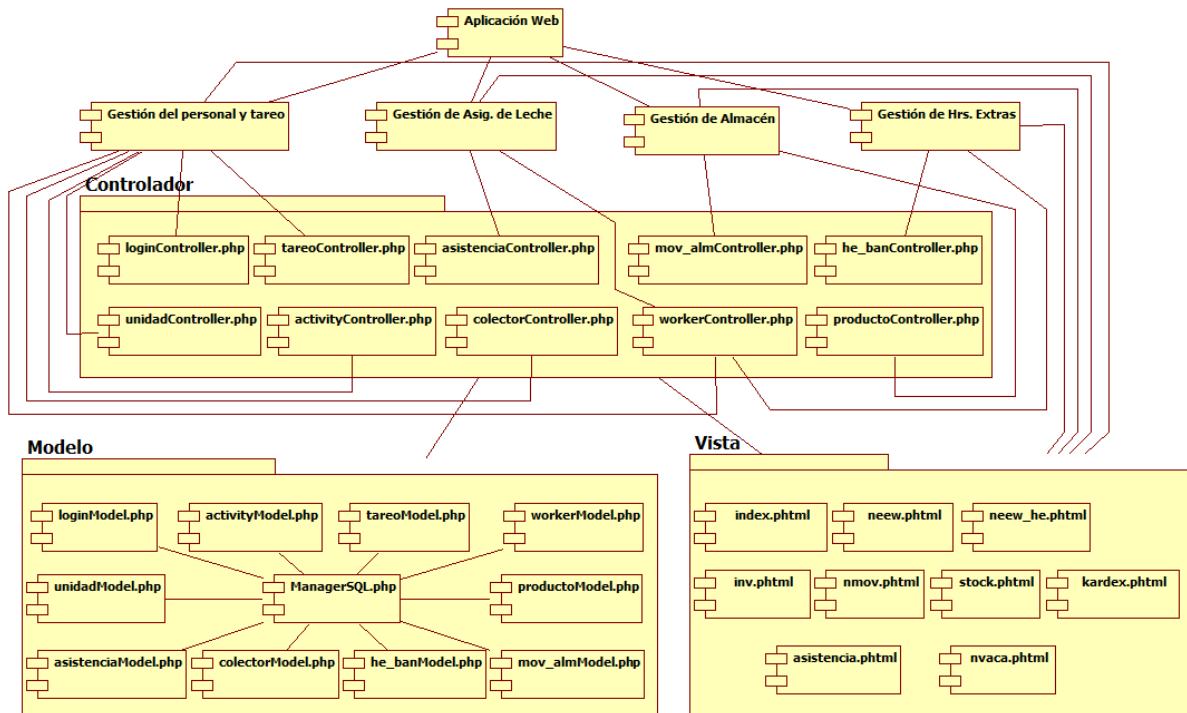 Aplicación Web
Gestión del personal y tareo
Gestión de Asig. de Leche
Gestión de Almacén
Gestión de Hrs. Extras
Controlador
loginController.php
tareoController.php
asistenciaController.php
mov_almController.php
he_banController.php
unidadController.php
activityController.php
colectorController.php
workerController.php
productoController.php
Modelo
loginModel.php
activityModel.php
tareoModel.php
workerModel.php
unidadModel.php
ManagerSQL.php
productoModel.php
asistenciaModel.php
colectorModel.php
he_banModel.php
mov_almModel.php
Vista
index.phtml
neew.phtml
neew_he.phtml
inv.phtml
nmov.phtml
stock.phtml
kardex.phtml
asistencia.phtml
nvaca.phtml